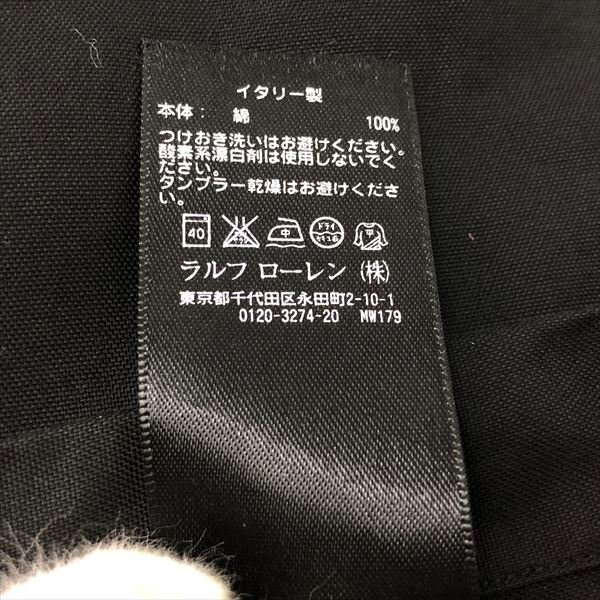 イタリー製
本体: 綿 100%
つけおき洗いはお避けください。
酸素系漂白剤は使用しないでく
ださい。
タンブラー乾燥はお避けくださ
い。
40 中 ドライ 平
ラルフ ローレン (株)
東京都千代田区永田町2-10-1
0120-3274-20 MW179